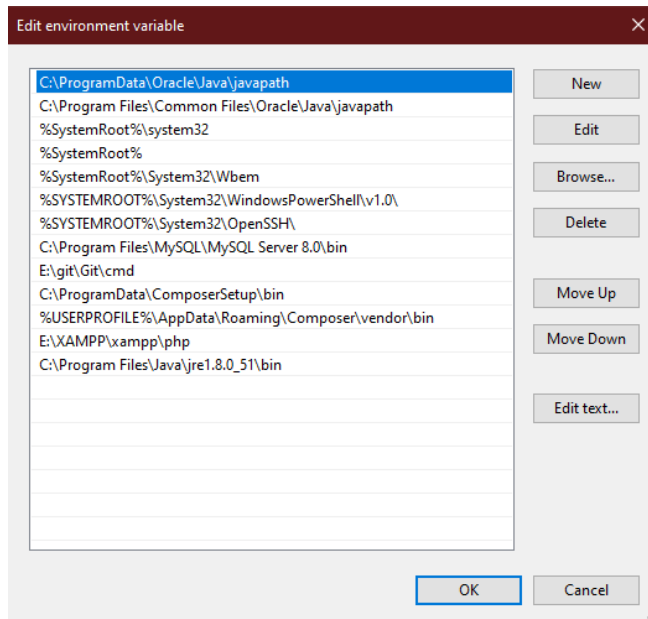 Edit environment variable
C:\ProgramData\Oracle\Java\javapath
C:\Program Files\Common Files\Oracle\Java\javapath
%SystemRoot%\system32
%SystemRoot%
%SystemRoot%\System32\Wbem
%SYSTEMROOT%\System32\WindowsPowerShell\v1.0\
%SYSTEMROOT%\System32\OpenSSH\
C:\Program Files\MySQL\MySQL Server 8.0\bin
E:\git\Git\cmd
C:\ProgramData\ComposerSetup\bin
%USERPROFILE%\AppData\Roaming\Composer\vendor\bin
E:\XAMPP\xampp\php
C:\Program Files\Java\jre1.8.0_51\bin
New
Edit
Browse...
Delete
Move Up
Move Down
Edit text...
OK
Cancel